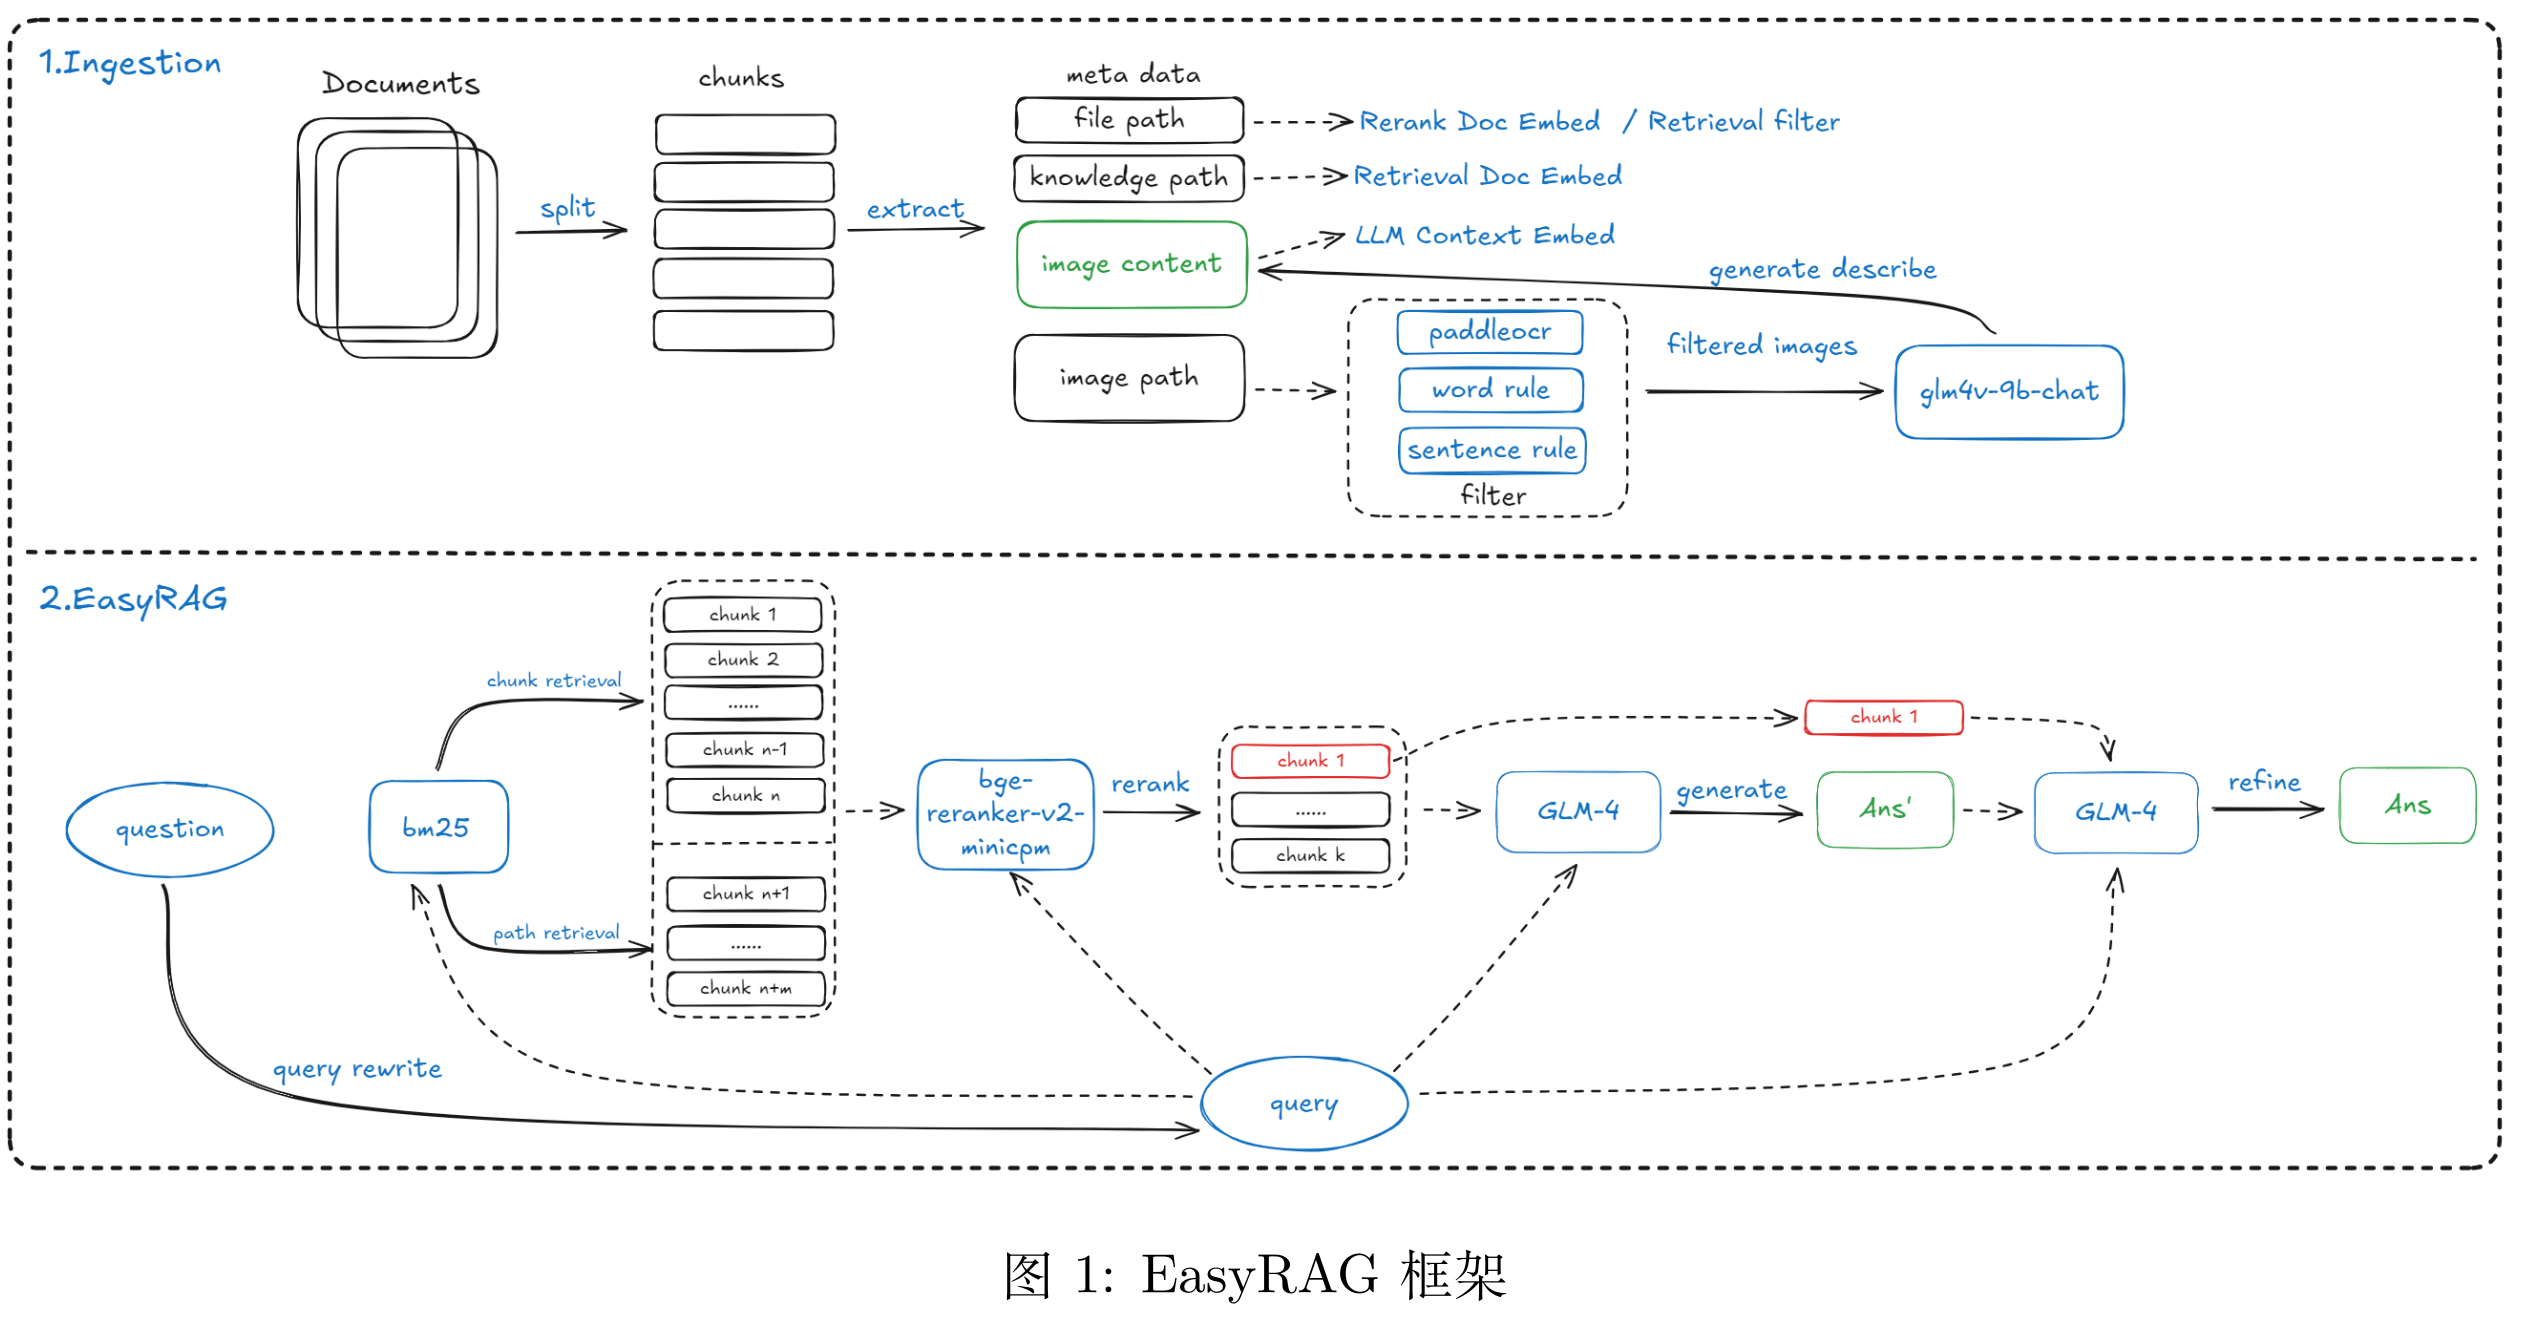 1.Ingestion
Documents
chunks
meta data
file path
Rerank Doc Embed / Retrieval filter
knowledge path
Retrieval Doc Embed
split
extract
image content
LLM Context Embed
generate describe
image path
paddleocr
word rule
sentence rule
filter
filtered images
glm4v-9b-chat
2.EasyRAG
question
bm25
chunk retrieval
path retrieval
chunk 1
chunk 2
......
chunk n-1
chunk n
chunk n+1
......
chunk n+m
bge-
reranker-v2-
minicpm
rerank
chunk 1
......
chunk k
GLM-4
generate
chunk 1
Ans'
GLM-4
refine
Ans
query rewrite
query
图 1: EasyRAG 框架